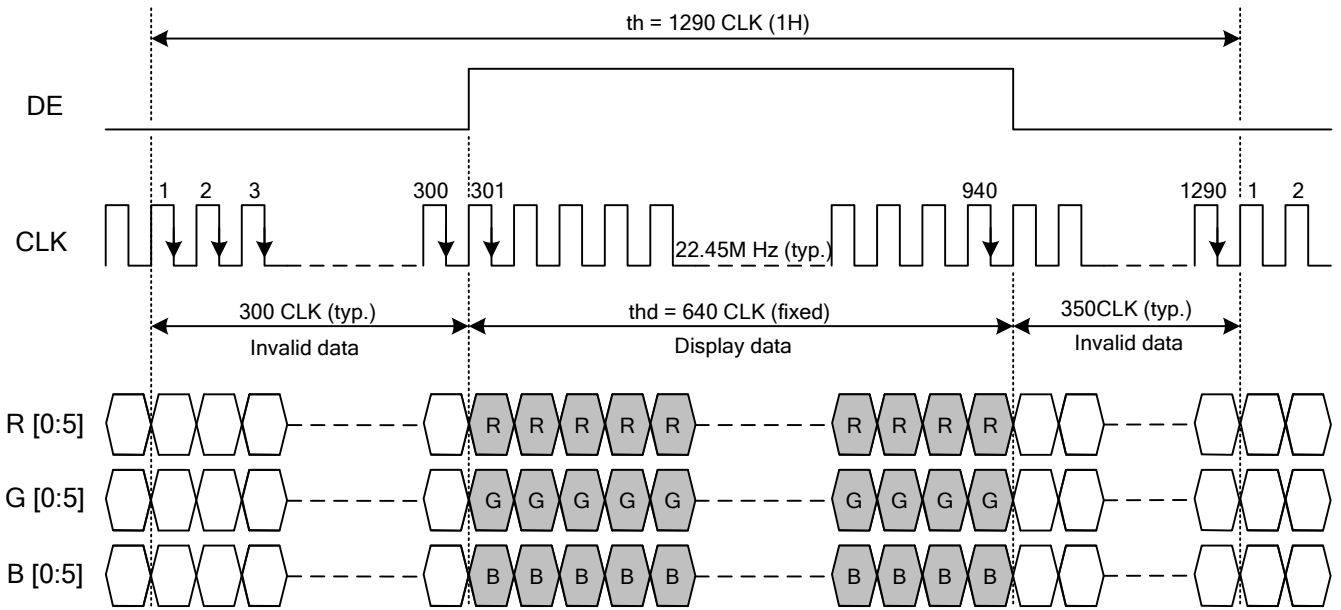 th = 1290 CLK (1H)
DE
1 2 3 300 301 940 1290 1 2
CLK
22.45M Hz (typ.)
300 CLK (typ.) thd = 640 CLK (fixed) 350CLK (typ.)
Invalid data Display data Invalid data
R [0:5] R R R R R R R R R
G [0:5] G G G G G G G G G
B [0:5] B B B B B B B B B